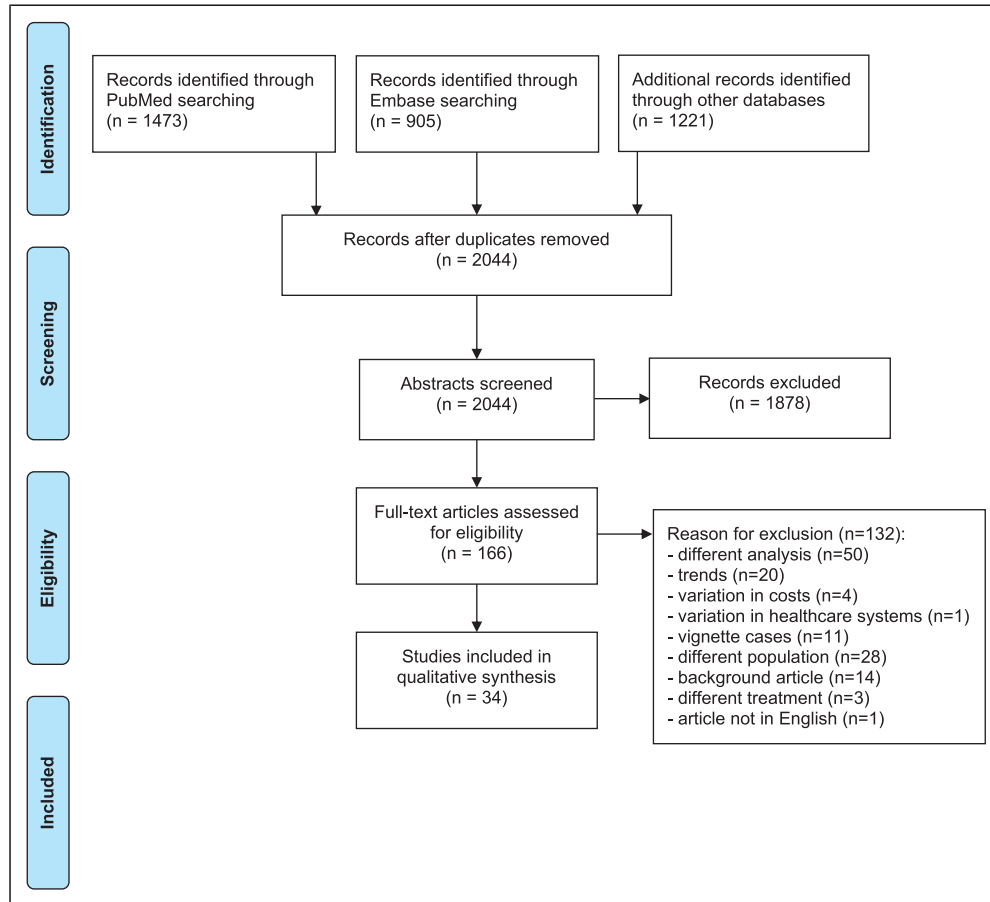 Identification
Records identified through
PubMed searching
(n = 1473)
Records identified through
Embase searching
(n = 905)
Additional records identified
through other databases
(n = 1221)
Records after duplicates removed
(n = 2044)
Screening
Abstracts screened
(n = 2044)
Records excluded
(n = 1878)
Eligibility
Full-text articles assessed
for eligibility
(n = 166)
Reason for exclusion (n=132):
- different analysis (n=50)
- trends (n=20)
- variation in costs (n=4)
- variation in healthcare systems (n=1)
- vignette cases (n=11)
- different population (n=28)
- background article (n=14)
- different treatment (n=3)
- article not in English (n=1)
Studies included in
qualitative synthesis
(n = 34)
Included